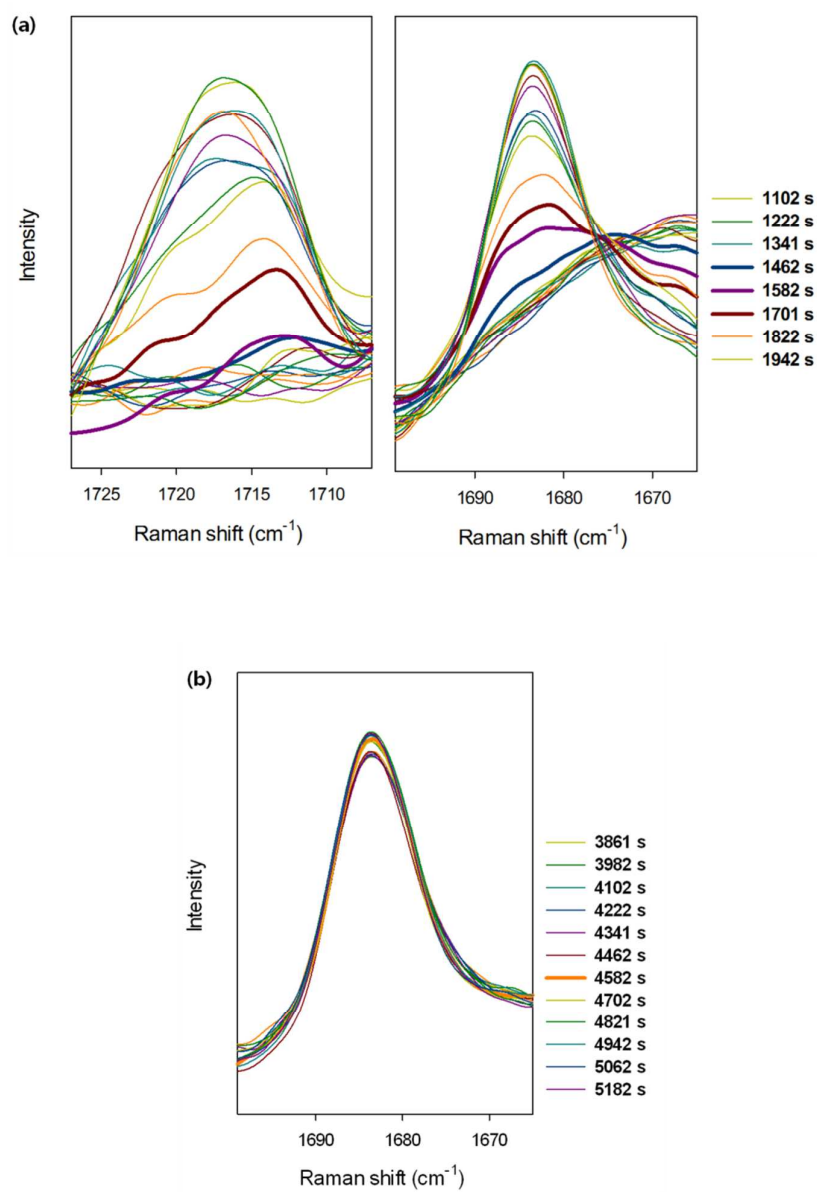 (a)
Intensity
1725 1720 1715 1710
Raman shift (cm⁻¹)
1690 1680 1670
Raman shift (cm⁻¹)
1102 s
1222 s
1341 s
1462 s
1582 s
1701 s
1822 s
1942 s
(b)
Intensity
1690 1680 1670
Raman shift (cm⁻¹)
3861 s
3982 s
4102 s
4222 s
4341 s
4462 s
4582 s
4702 s
4821 s
4942 s
5062 s
5182 s